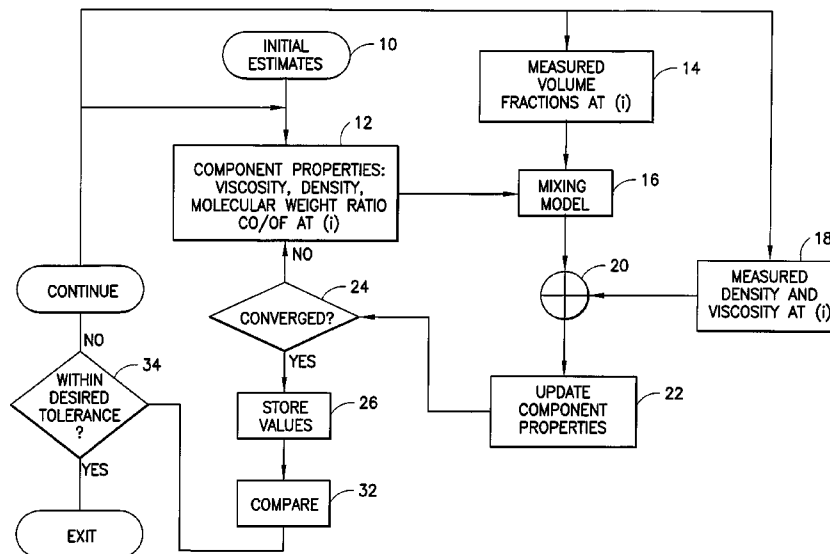 INITIAL
ESTIMATES
10
MEASURED
VOLUME
FRACTIONS AT (i)
14
12
COMPONENT PROPERTIES:
VISCOSITY, DENSITY,
MOLECULAR WEIGHT RATIO
CO/OF AT (i)
MIXING
MODEL
16
18
MEASURED
DENSITY AND
VISCOSITY AT (i)
20
NO
CONTINUE
24
CONVERGED?
YES
NO
34
WITHIN
DESIRED
TOLERANCE
?
YES
STORE
VALUES
26
UPDATE
COMPONENT
PROPERTIES
22
COMPARE
32
EXIT